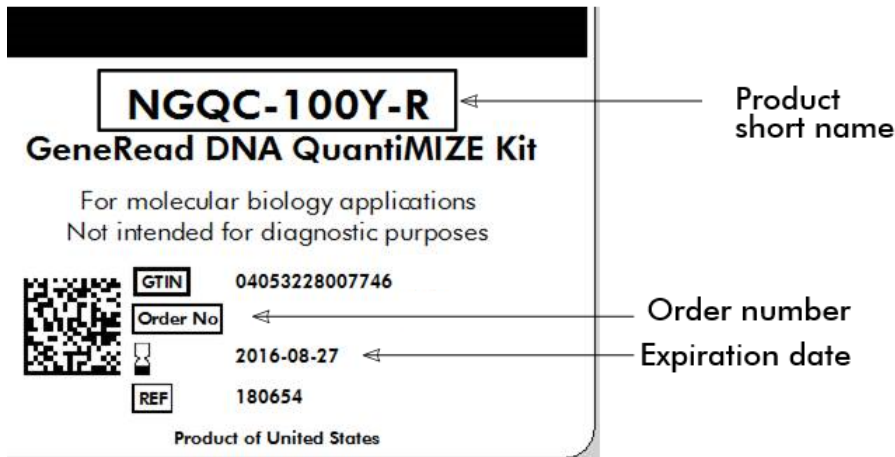 NGQC-100Y-R
Product
short name
GeneRead DNA QuantiMIZE Kit
For molecular biology applications
Not intended for diagnostic purposes
GTIN 04053228007746
Order No
Order number
2016-08-27
Expiration date
REF 180654
Product of United States